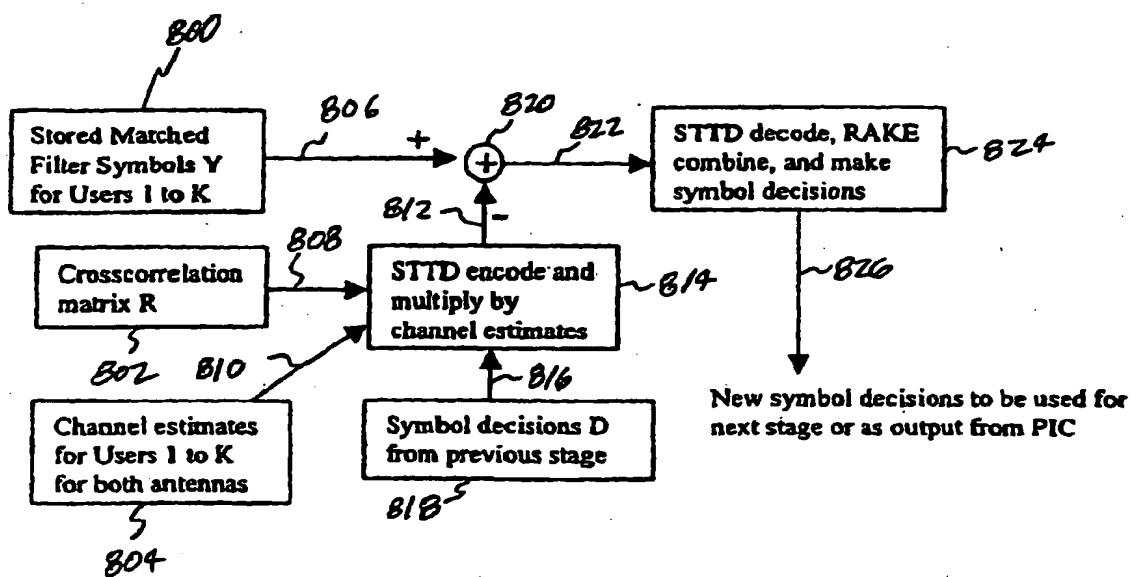 800
Stored Matched
Filter Symbols Y
for Users 1 to K
806
+
820
+
822
STTD decode, RAKE
combine, and make
symbol decisions
824
812
-
808
Crosscorrelation
matrix R
802
810
STTD encode and
multiply by
channel estimates
814
826
816
Channel estimates
for Users 1 to K
for both antennas
804
Symbol decisions D
from previous stage
818
New symbol decisions to be used for
next stage or as output from PIC